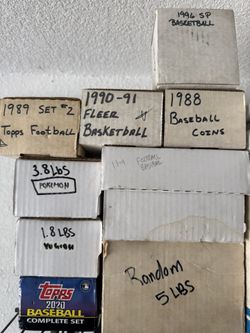 1996 SP
BASKETBALL
1989 SET #2
Topps Football
1990-91
FLEER
BASKETBALL
1988
BASEBALL
COINS
3.8 LBS
POKEMON
FOOTBALL
1.8 LBS
YUGIOH
Random
5 LBS
TOPPS
2020
BASEBALL
COMPLETE SET